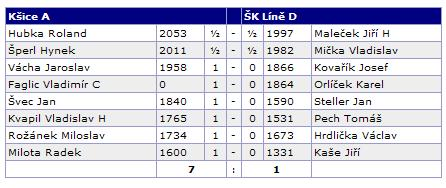 Kšice A ŠK Líně D
Hubka Roland 2053 ½ - ½ 1997 Maleček Jiří H
Šperl Hynek 2011 ½ - ½ 1982 Mička Vladislav
Vácha Jaroslav 1958 1 - 0 1866 Kovařík Josef
Faglic Vladimír C 0 1 - 0 1864 Orlíček Karel
Švec Jan 1840 1 - 0 1590 Steller Jan
Kvapil Vladislav H 1765 1 - 0 1531 Pech Tomáš
Rožánek Miloslav 1734 1 - 0 1673 Hrdlička Václav
Milota Radek 1600 1 - 0 1331 Kaše Jiří
7 : 1